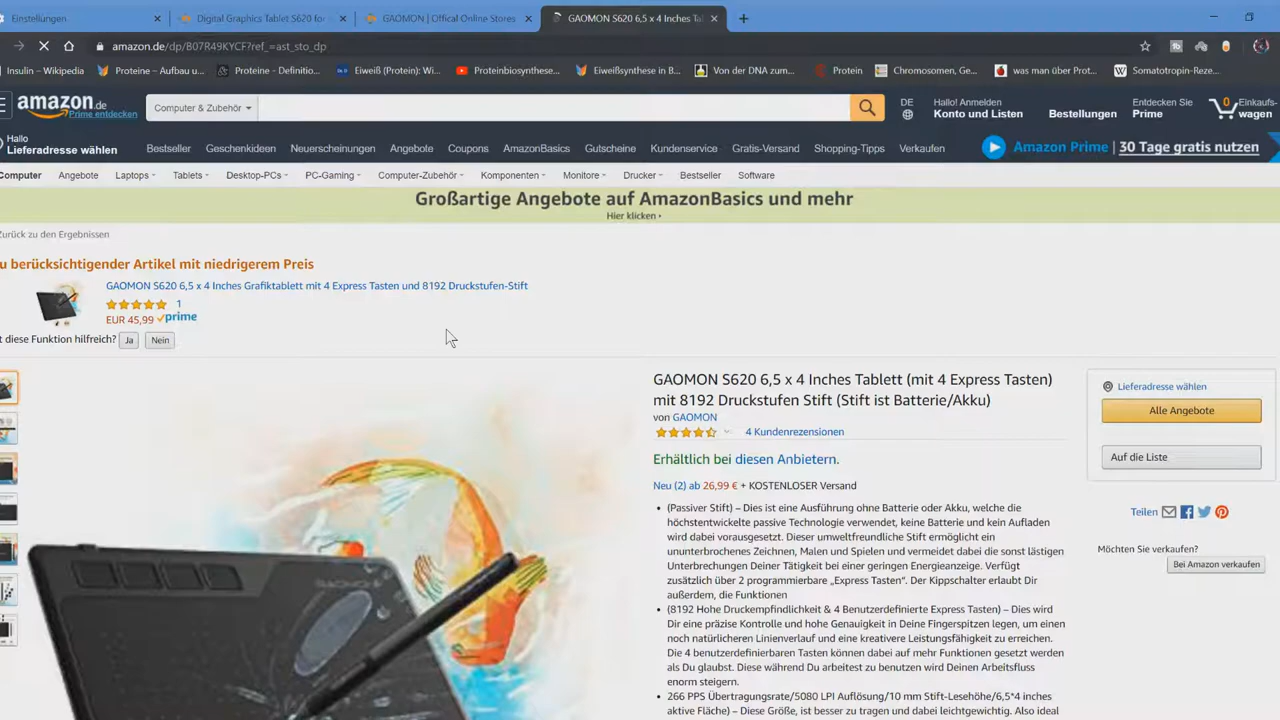 Einstellungen
Digital Graphics Tablet S620 for
GAOMON | Offical Online Stores
GAOMON S620 6,5 x 4 Inches Ta
amazon.de/dp/B07R49KYCF?ref_=ast_sto_dp
Insulin – Wikipedia
Proteine – Aufbau u...
Proteine - Definitio...
Eiweiß (Protein): Wi...
Proteinbiosynthese...
Eiweißsynthese in B...
Von der DNA zum...
Protein
Chromosomen, Ge...
was man über Prot...
Somatotropin-Reze...
amazon.de
Prime entdecken
Computer & Zubehör
DE
Hallo! Anmelden
Konto und Listen
Bestellungen
Entdecken Sie
Prime
0
Einkaufs-
wagen
Hallo
Lieferadresse wählen
Bestseller
Geschenkideen
Neuerscheinungen
Angebote
Coupons
AmazonBasics
Gutscheine
Kundenservice
Gratis-Versand
Shopping-Tipps
Verkaufen
Amazon Prime | 30 Tage gratis nutzen
Computer
Angebote
Laptops
Tablets
Desktop-PCs
PC-Gaming
Computer-Zubehör
Komponenten
Monitore
Drucker
Bestseller
Software
Großartige Angebote auf AmazonBasics und mehr
Hier klicken ›
Zurück zu den Ergebnissen
u berücksichtigender Artikel mit niedrigerem Preis
GAOMON S620 6,5 x 4 Inches Grafiktablett mit 4 Express Tasten und 8192 Druckstufen-Stift
1
EUR 45,99 prime
t diese Funktion hilfreich? Ja Nein
GAOMON S620 6,5 x 4 Inches Tablett (mit 4 Express Tasten)
mit 8192 Druckstufen Stift (Stift ist Batterie/Akku)
von GAOMON
4 Kundenrezensionen
Erhältlich bei diesen Anbietern.
Neu (2) ab 26,99 € + KOSTENLOSER Versand
• (Passiver Stift) – Dies ist eine Ausführung ohne Batterie oder Akku, welche die
höchstentwickelte passive Technologie verwendet, keine Batterie und kein Aufladen
wird dabei vorausgesetzt. Dieser umweltfreundliche Stift ermöglicht ein
ununterbrochenes Zeichnen, Malen und Spielen und vermeidet dabei die sonst lästigen
Unterbrechungen Deiner Tätigkeit bei einer geringen Energieanzeige. Verfügt
zusätzlich über 2 programmierbare „Express Tasten“. Der Kippschalter erlaubt Dir
außerdem, die Funktionen
• (8192 Hohe Druckempfindlichkeit & 4 Benutzerdefinierte Express Tasten) – Dies wird
Dir eine präzise Kontrolle und hohe Genauigkeit in Deine Fingerspitzen legen, um einen
noch natürlicheren Linienverlauf und eine kreativere Leistungsfähigkeit zu erreichen.
Die 4 benutzerdefinierbaren Tasten können dabei auf mehr Funktionen gesetzt werden
als Du glaubst. Diese während Du arbeitest zu benutzen wird Deinen Arbeitsfluss
enorm steigern.
• 266 PPS Übertragungsrate/5080 LPI Auflösung/10 mm Stift-Lesehöhe/6,5*4 inches
aktive Fläche) – Diese Größe, ist besser zu tragen und dabei leichtgewichtig. Also ideal
Lieferadresse wählen
Alle Angebote
Auf die Liste
Teilen
Möchten Sie verkaufen?
Bei Amazon verkaufen